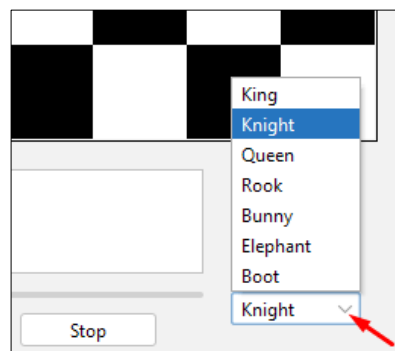 King
Knight
Queen
Rook
Bunny
Elephant
Boot
Knight
Stop